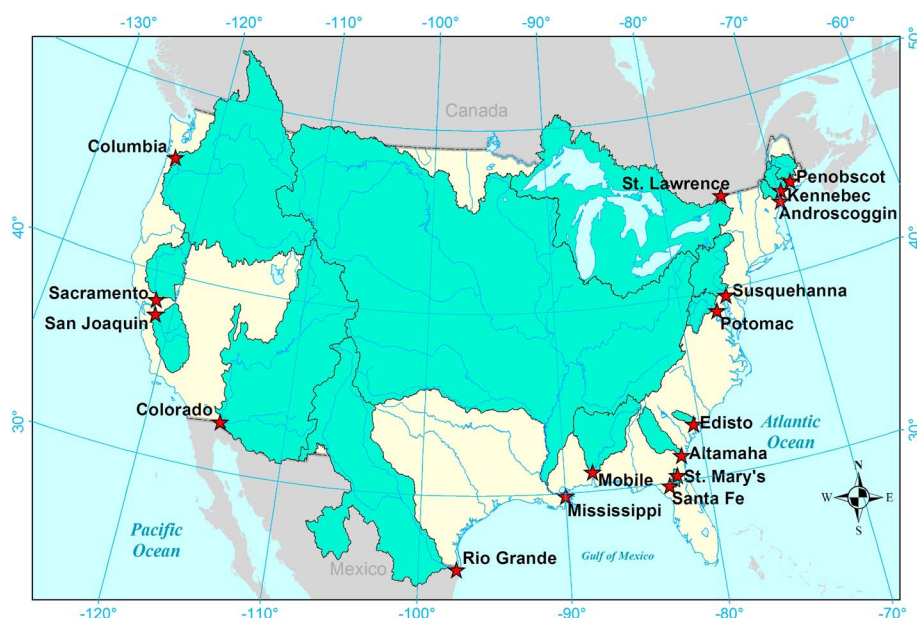 -130°
-120°
-110°
-100°
-90°
-80°
-70°
50°
Canada
Columbia
St. Lawrence
Penobscot
Kennebec
Androscoggin
40°
40°
Sacramento
San Joaquin
Susquehanna
Potomac
Colorado
Edisto
Atlantic
Ocean
30°
30°
Altamaha
St. Mary's
Santa Fe
Mobile
Mississippi
N
W
E
S
Pacific
Ocean
Gulf of Mexico
Rio Grande
Mexico
-120°
-110°
-100°
-90°
-80°
-70°